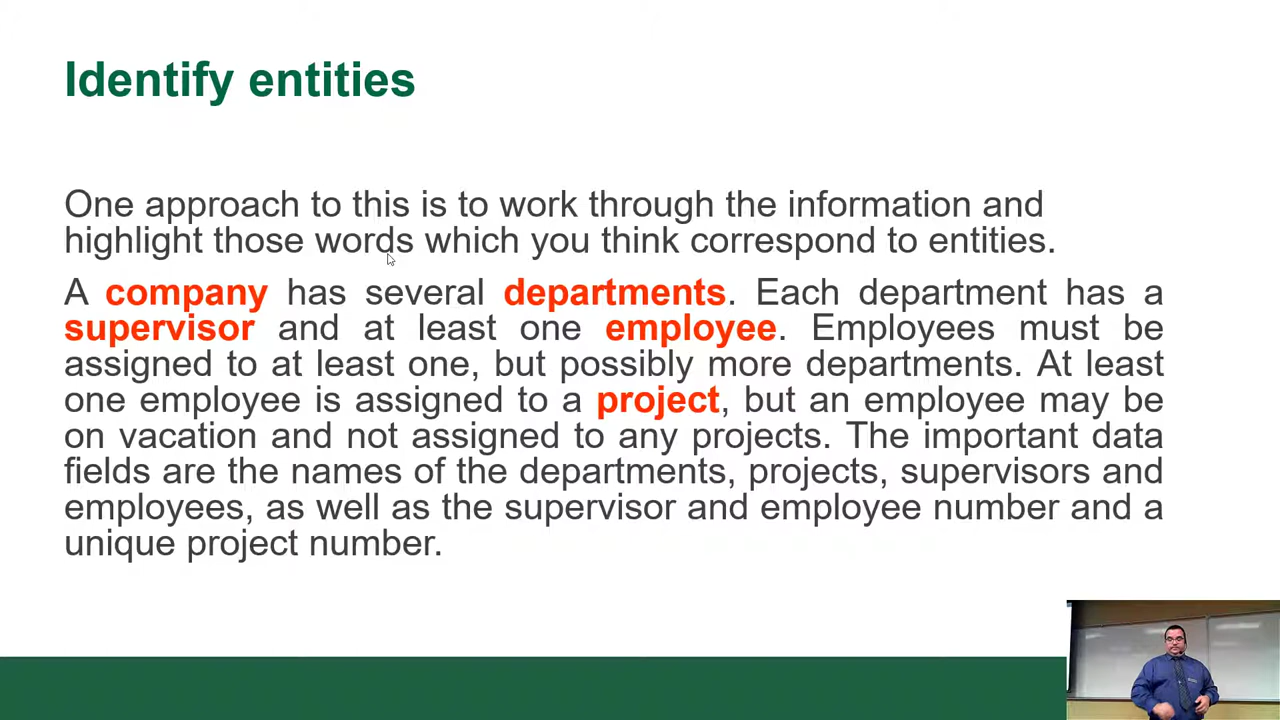 Identify entities
One approach to this is to work through the information and
highlight those words which you think correspond to entities.
A company has several departments. Each department has a
supervisor and at least one employee. Employees must be
assigned to at least one, but possibly more departments. At least
one employee is assigned to a project, but an employee may be
on vacation and not assigned to any projects. The important data
fields are the names of the departments, projects, supervisors and
employees, as well as the supervisor and employee number and a
unique project number.